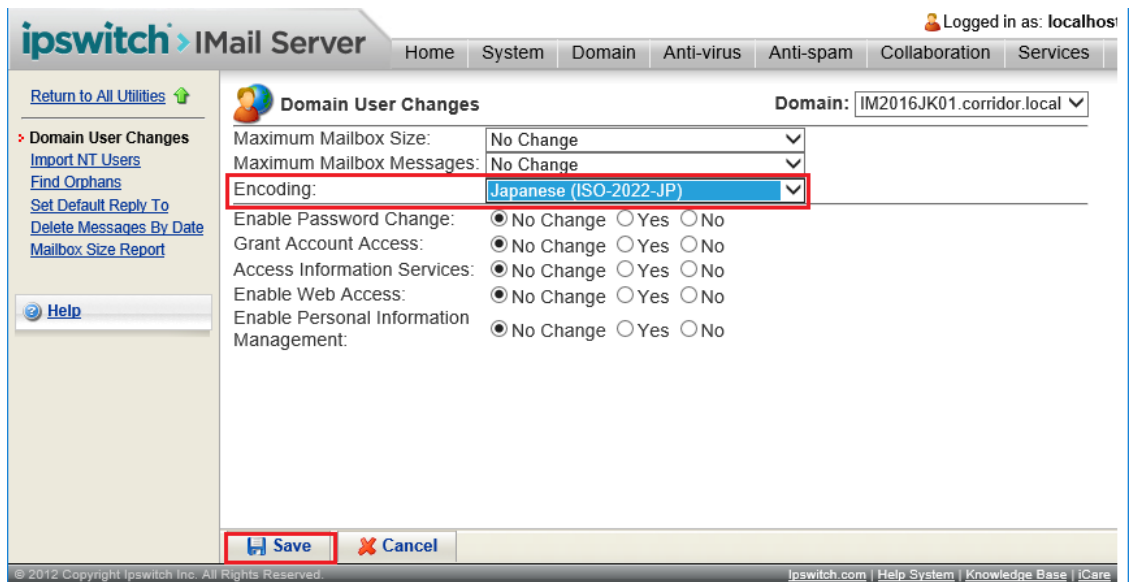 Logged in as: localhost
ipswitch > IMail Server
Home System Domain Anti-virus Anti-spam Collaboration Services
Return to All Utilities
Domain User Changes
Import NT Users
Find Orphans
Set Default Reply To
Delete Messages By Date
Mailbox Size Report
Help
Domain User Changes
Domain: IM2016JK01.corridor.local
Maximum Mailbox Size: No Change
Maximum Mailbox Messages: No Change
Encoding: Japanese (ISO-2022-JP)
Enable Password Change: No Change Yes No
Grant Account Access: No Change Yes No
Access Information Services: No Change Yes No
Enable Web Access: No Change Yes No
Enable Personal Information
Management: No Change Yes No
Save Cancel
© 2012 Copyright Ipswitch Inc. All Rights Reserved.
Ipswitch.com | Help System | Knowledge Base | iCare